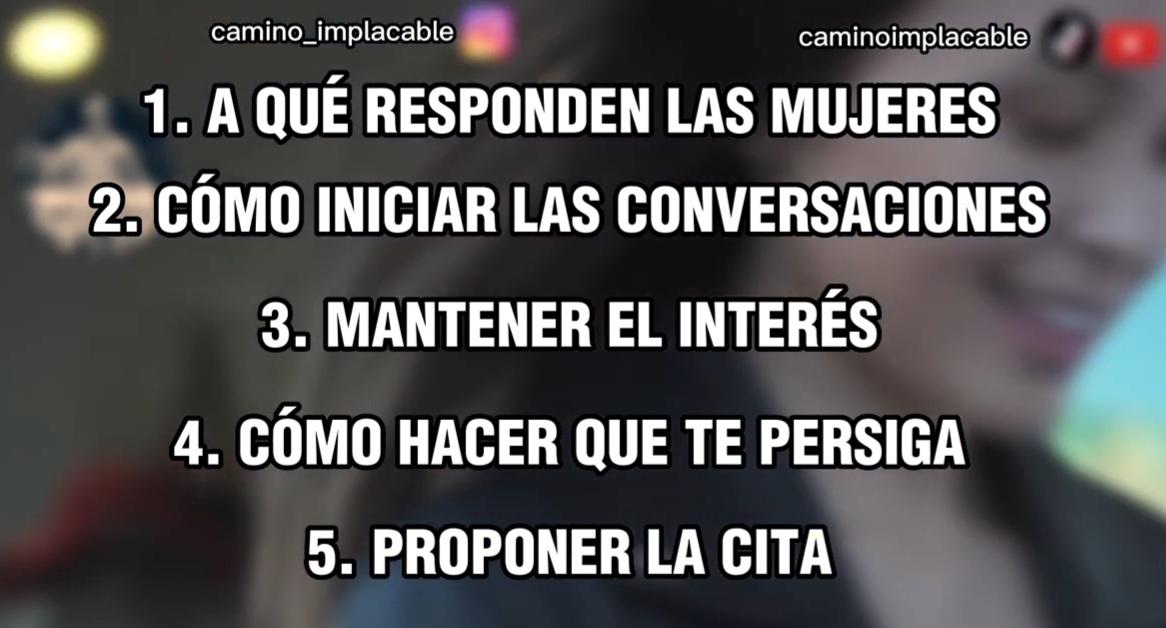 camino_implacable
caminoimplacable
1. A QUÉ RESPONDEN LAS MUJERES
2. CÓMO INICIAR LAS CONVERSACIONES
3. MANTENER EL INTERÉS
4. CÓMO HACER QUE TE PERSIGA
5. PROPONER LA CITA